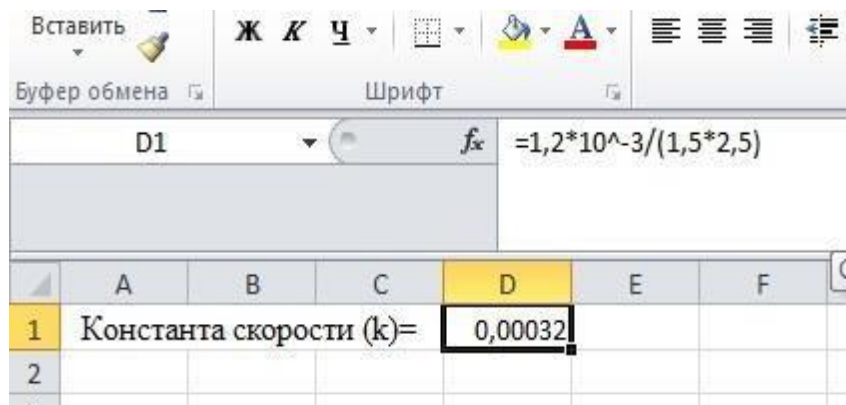 Вставить Ж К Ч A
Буфер обмена Шрифт
D1 fx =1,2*10^-3/(1,5*2,5)
A B C D E F
1 Константа скорости (k)= 0,00032
2